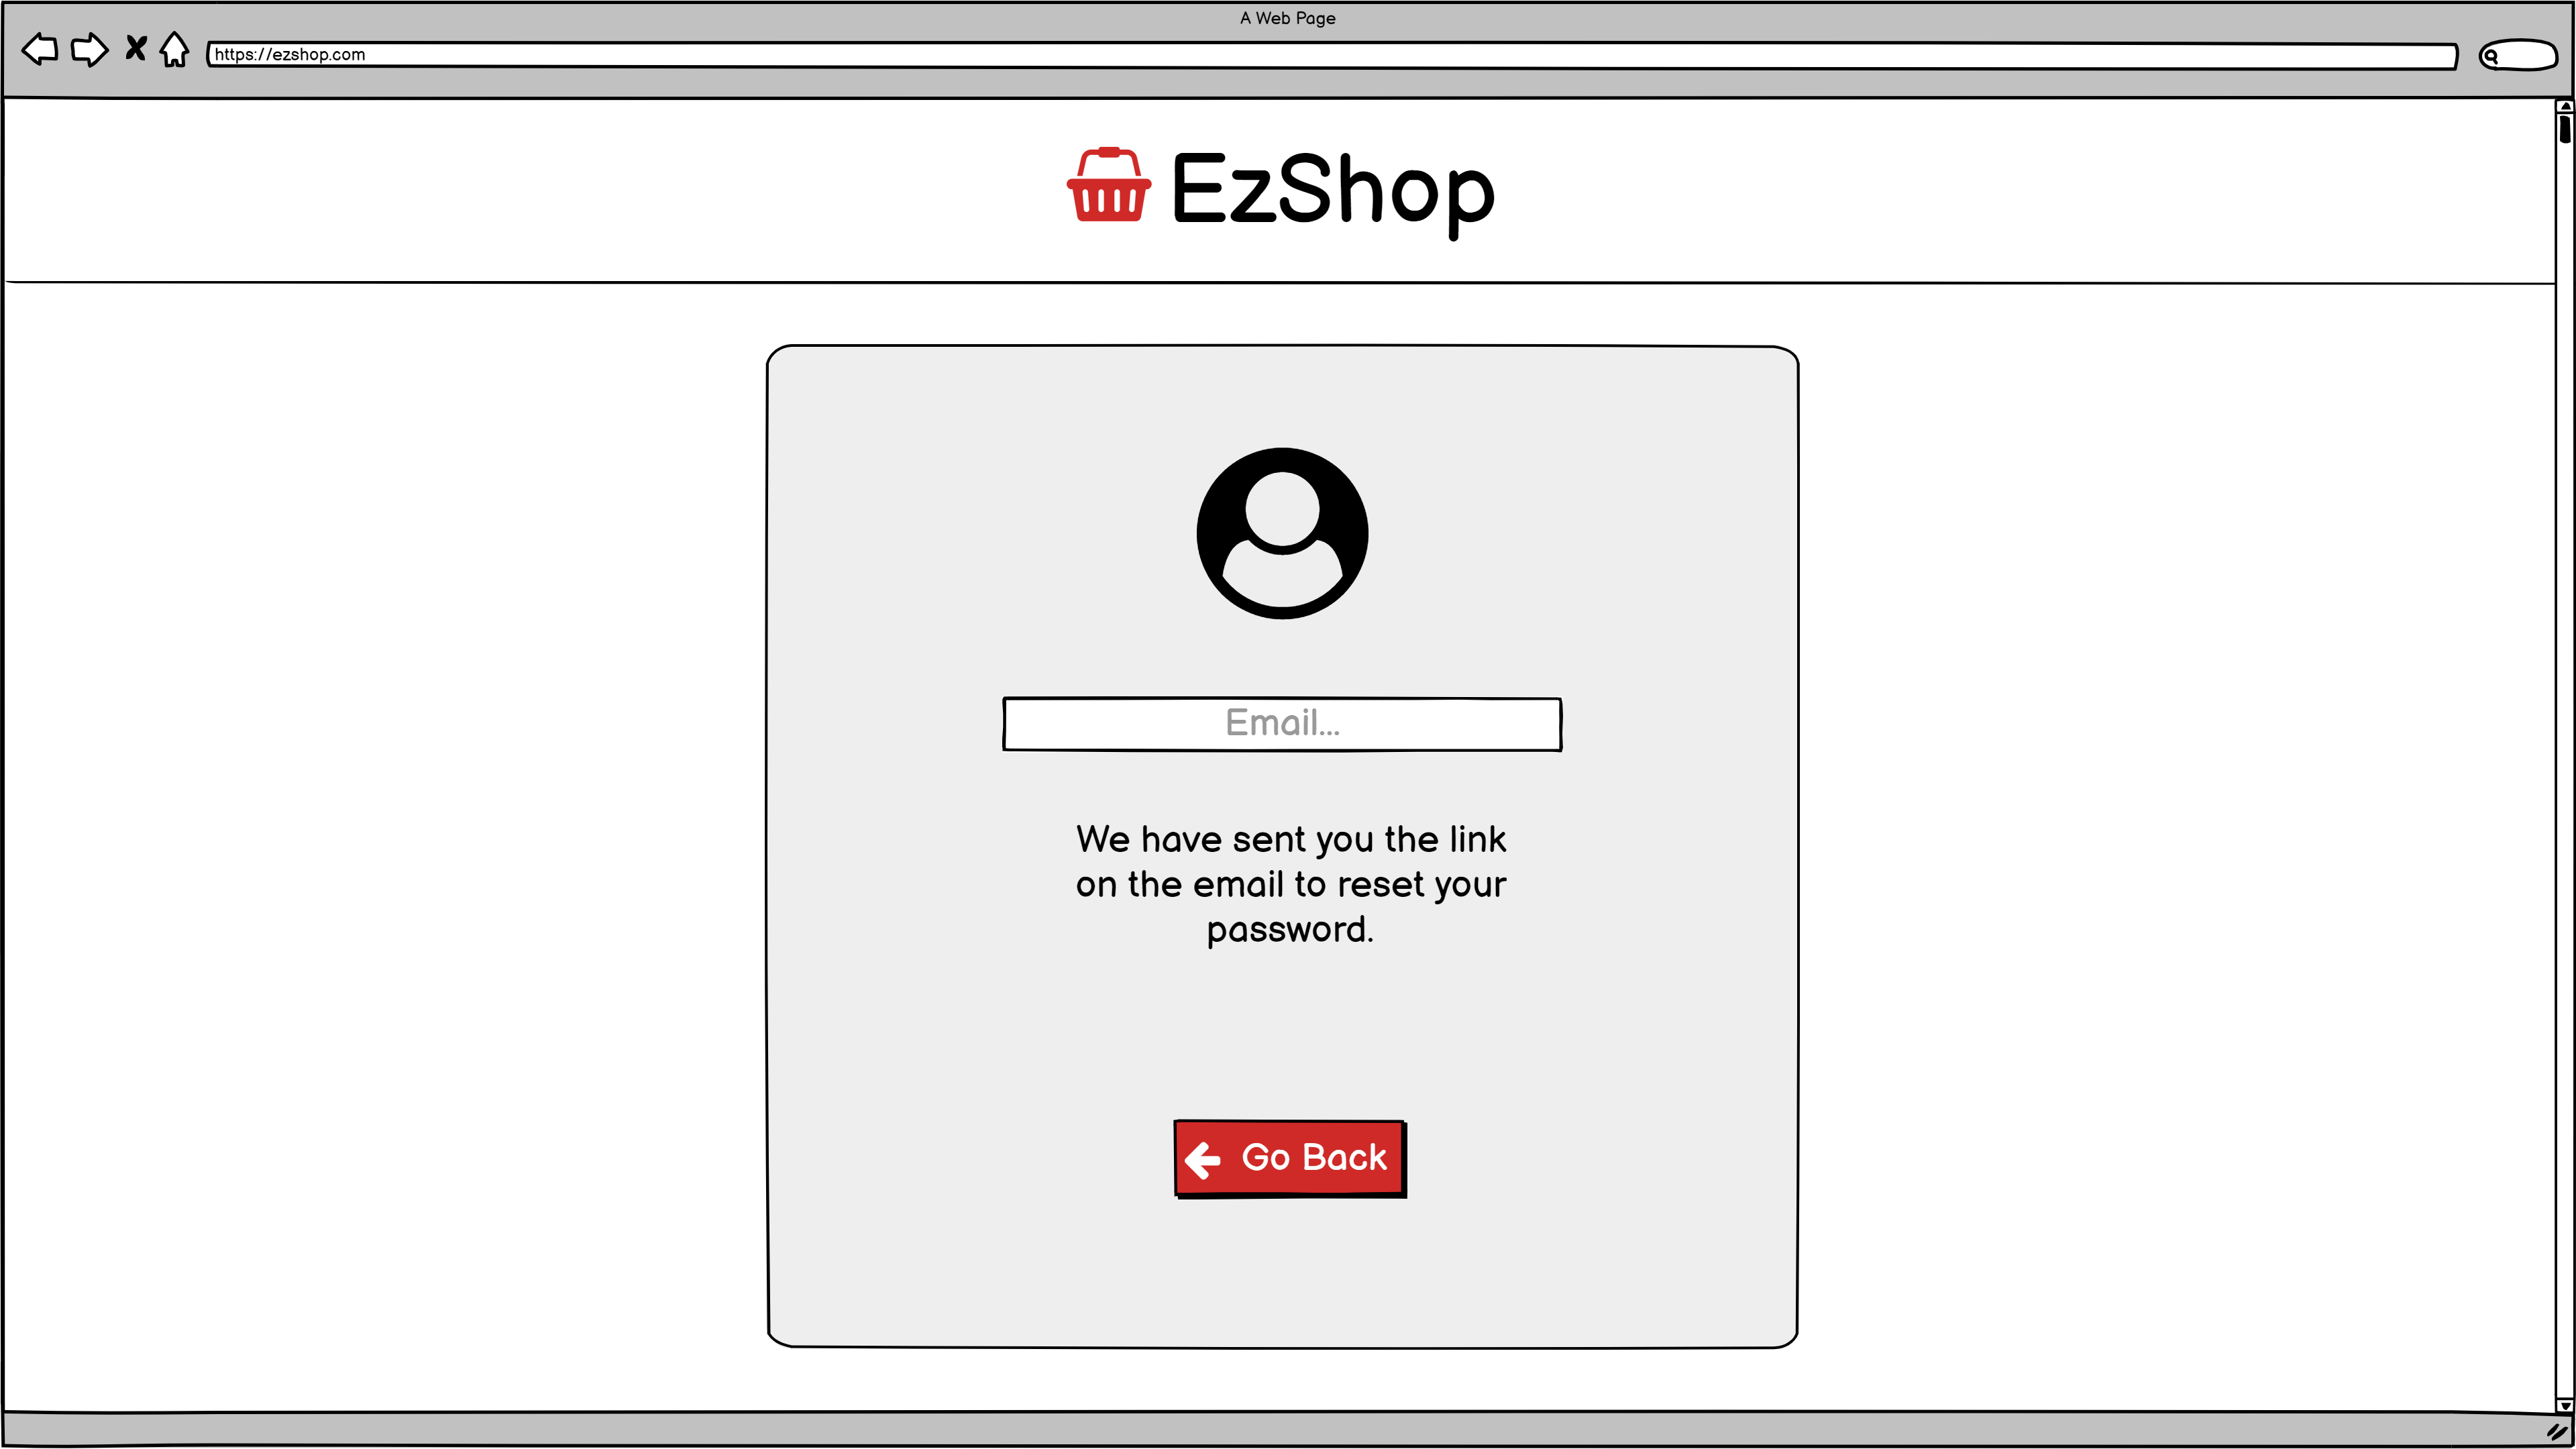 A Web Page
https://ezshop.com
EzShop
Email...
We have sent you the link
on the email to reset your
password.
Go Back